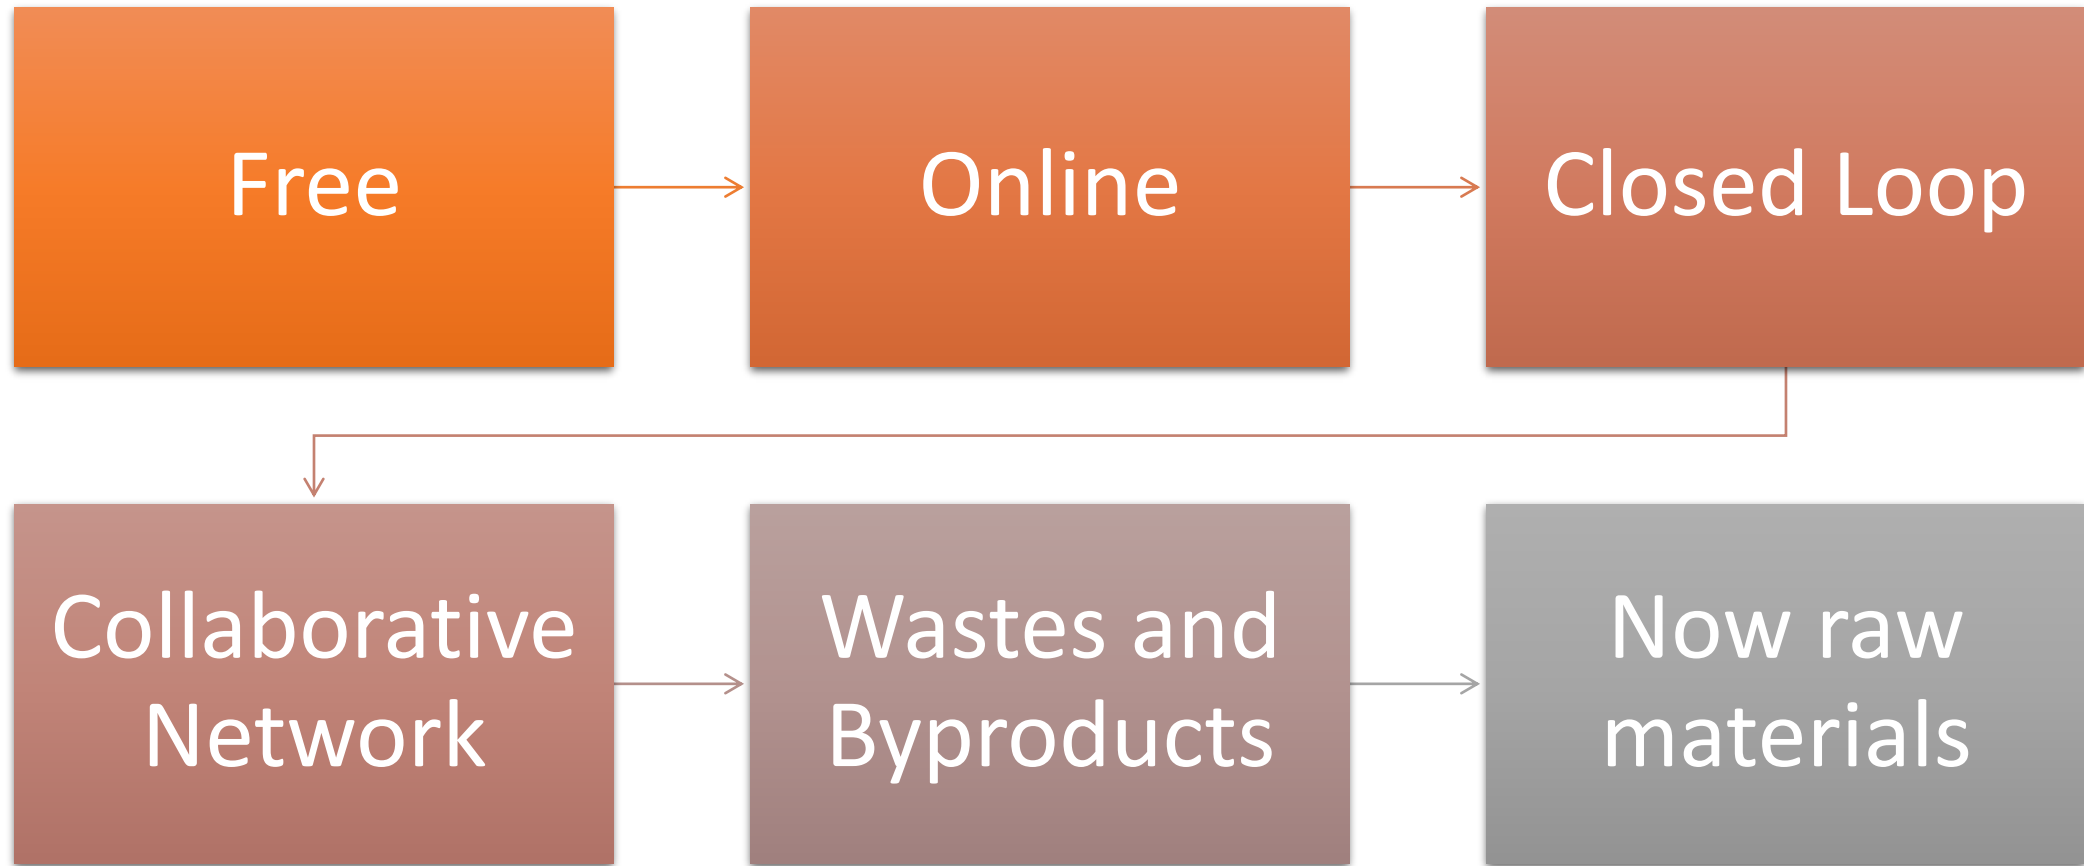 Free
Online
Closed Loop
Collaborative
Network
Wastes and
Byproducts
Now raw
materials